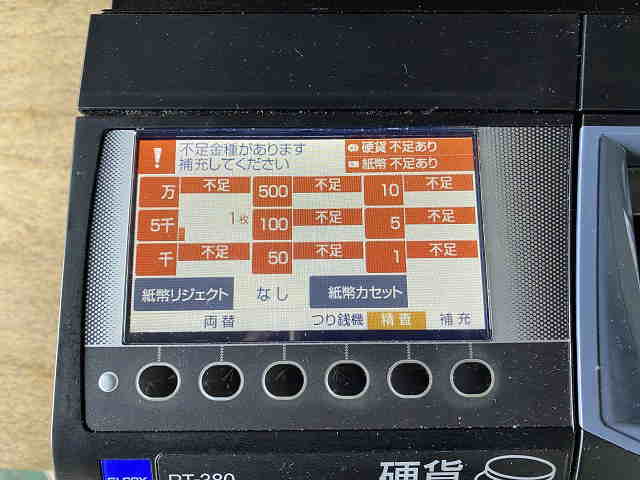 !
不足金種があります
補充してください
硬貨 不足あり
紙幣 不足あり
万 不足 500 不足 10 不足
5千 1枚 100 不足 5 不足
千 不足 50 不足 1 不足
紙幣リジェクト なし 紙幣カセット
両替 つり銭機 精査 補充
GLORY RT-380 硬貨